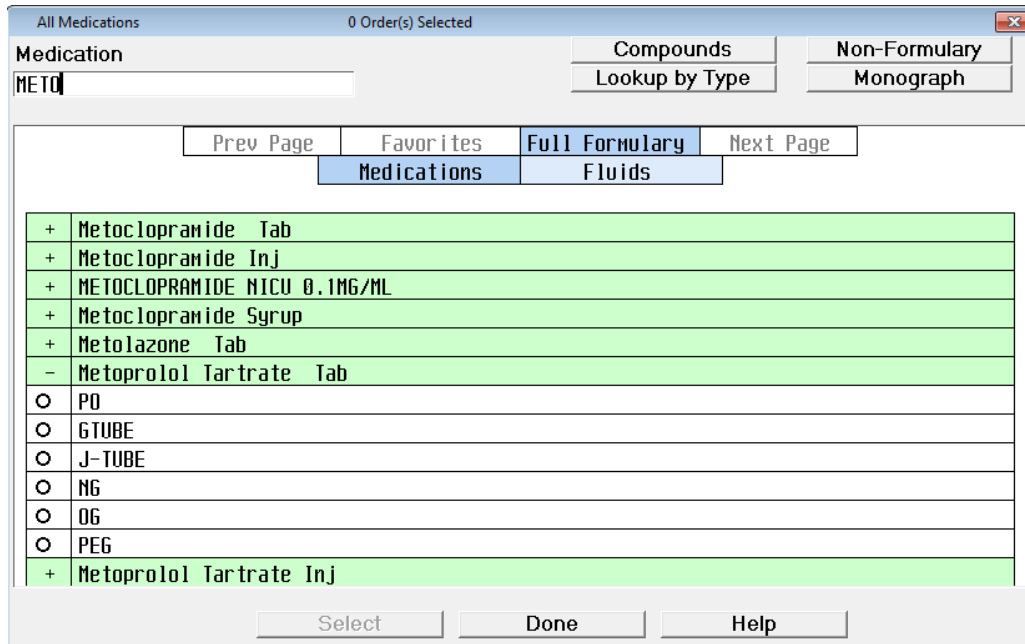 All Medications 0 Order(s) Selected
Medication
Compounds Non-Formulary
METO
Lookup by Type Monograph
Prev Page Favorites Full Formulary Next Page
Medications Fluids
+ Metoclopramide Tab
+ Metoclopramide Inj
+ METOCLOPRAMIDE NICU 0.1MG/ML
+ Metoclopramide Syrup
+ Metolazone Tab
- Metoprolol Tartrate Tab
PO
GTUBE
J-TUBE
NG
OG
PEG
+ Metoprolol Tartrate Inj
Select Done Help